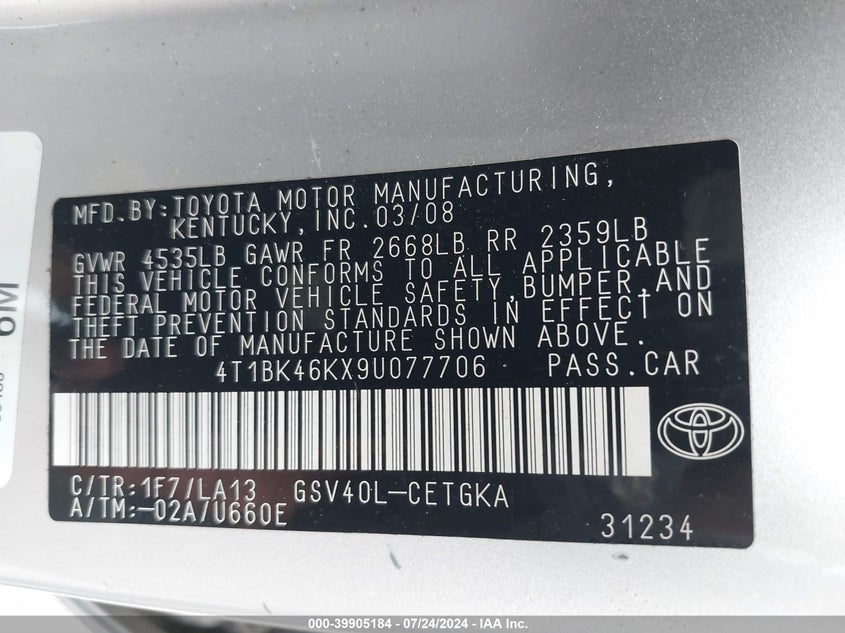 MFD.BY:TOYOTA MOTOR MANUFACTURING,
KENTUCKY,INC.03/08
GVWR 4535LB GAWR FR 2668LB RR 2359LB
THIS VEHICLE CONFORMS TO ALL APPLICABLE
FEDERAL MOTOR VEHICLE SAFETY,BUMPER,AND
THEFT PREVENTION STANDARDS IN EFFECT ON
THE DATE OF MANUFACTURE SHOWN ABOVE.
4T1BK46KX9U077706 PASS.CAR
C/TR:1F7/LA13 GSV40L-CETGKA
A/TM:-02A/U660E
31234
000-39905184 - 07/24/2024 - IAA Inc.